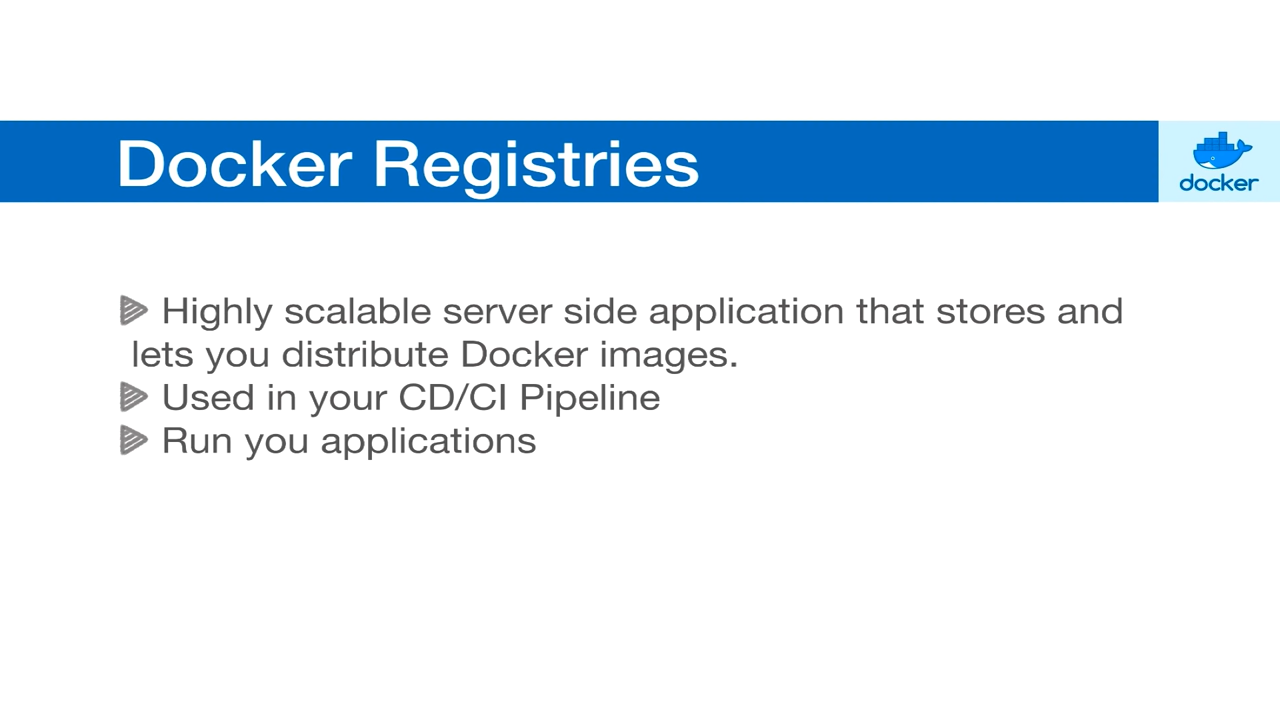 Docker Registries
docker
Highly scalable server side application that stores and
lets you distribute Docker images.
Used in your CD/CI Pipeline
Run you applications